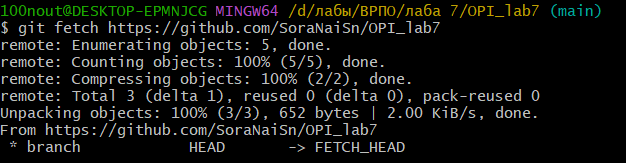 100nout@DESKTOP-EPMNJCG MINGW64 /d/лабы/ВРПО/лаба 7/OPI_lab7 (main)
$ git fetch https://github.com/SoraNaiSn/OPI_lab7
remote: Enumerating objects: 5, done.
remote: Counting objects: 100% (5/5), done.
remote: Compressing objects: 100% (2/2), done.
remote: Total 3 (delta 1), reused 0 (delta 0), pack-reused 0
Unpacking objects: 100% (3/3), 652 bytes | 2.00 KiB/s, done.
From https://github.com/SoraNaiSn/OPI_lab7
 * branch            HEAD       -> FETCH_HEAD